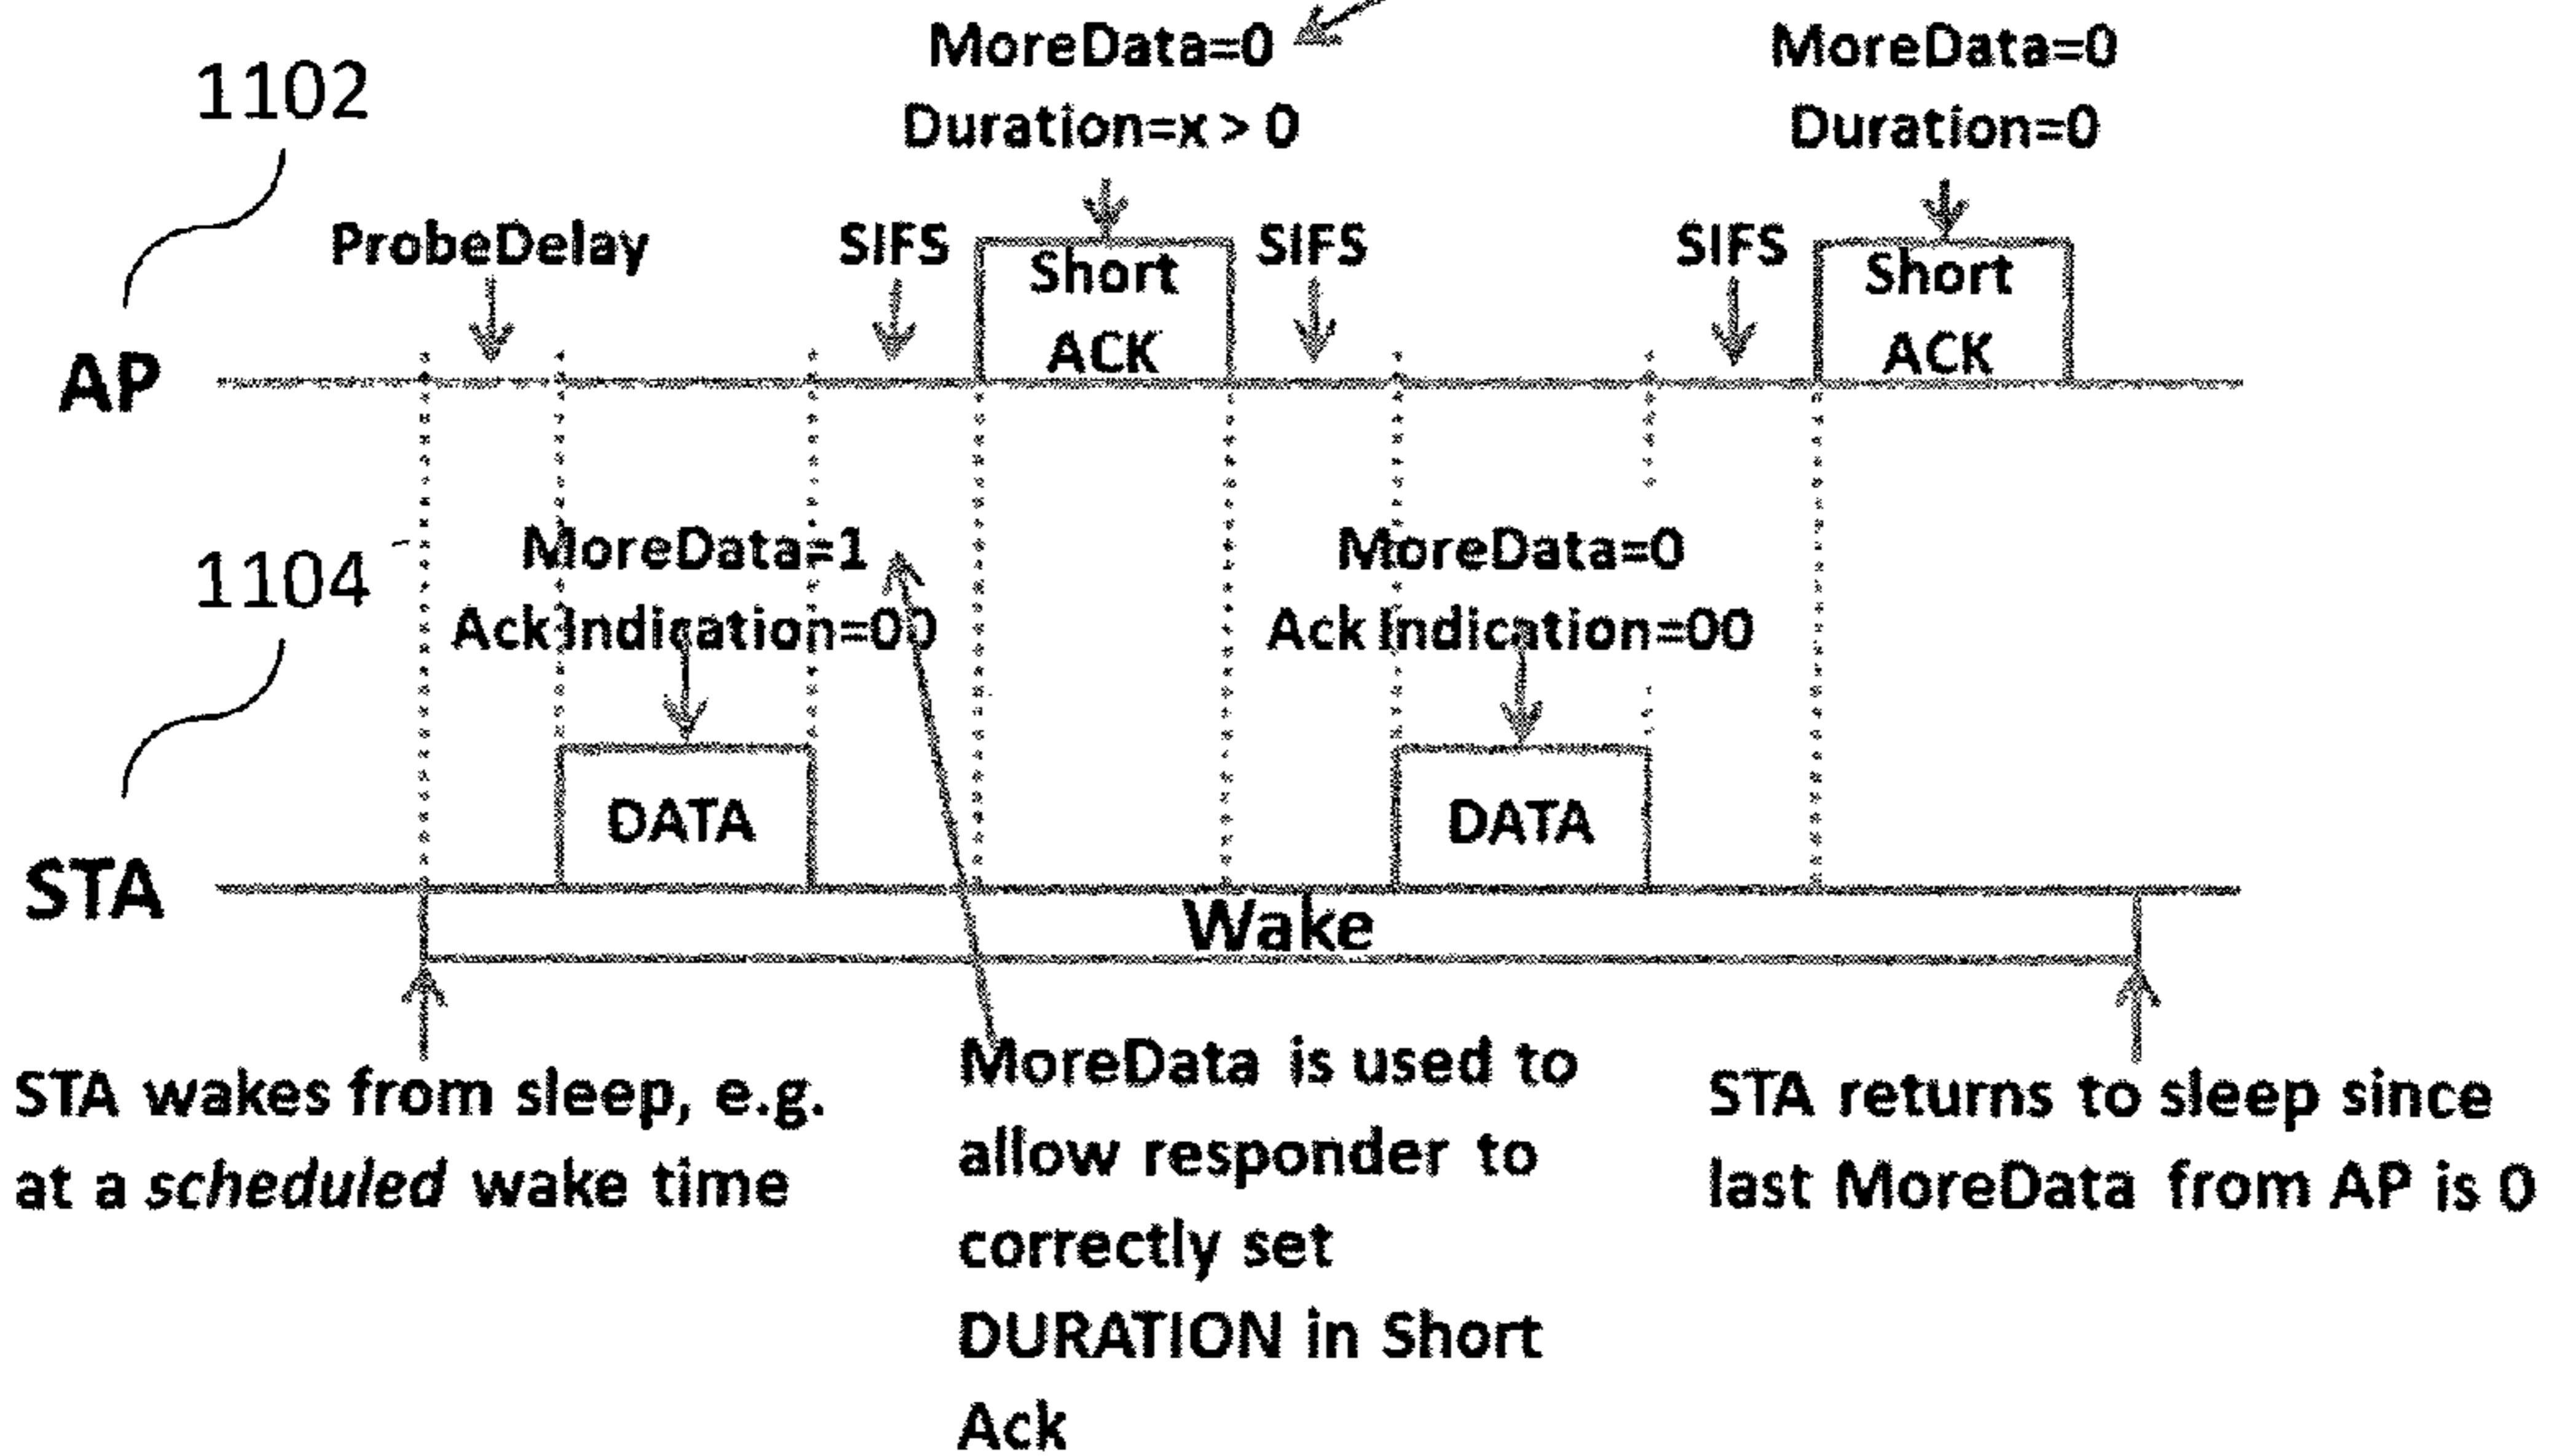 MoreData=0
Duration=x > 0
MoreData=0
Duration=0
1102
ProbeDelay
SIFS
Short
ACK
SIFS
SIFS
Short
ACK
AP
1104
MoreData=1
Ack Indication=00
MoreData=0
Ack Indication=00
DATA
DATA
STA
Wake
STA wakes from sleep, e.g.
at a scheduled wake time
MoreData is used to
allow responder to
correctly set
DURATION in Short
Ack
STA returns to sleep since
last MoreData from AP is 0